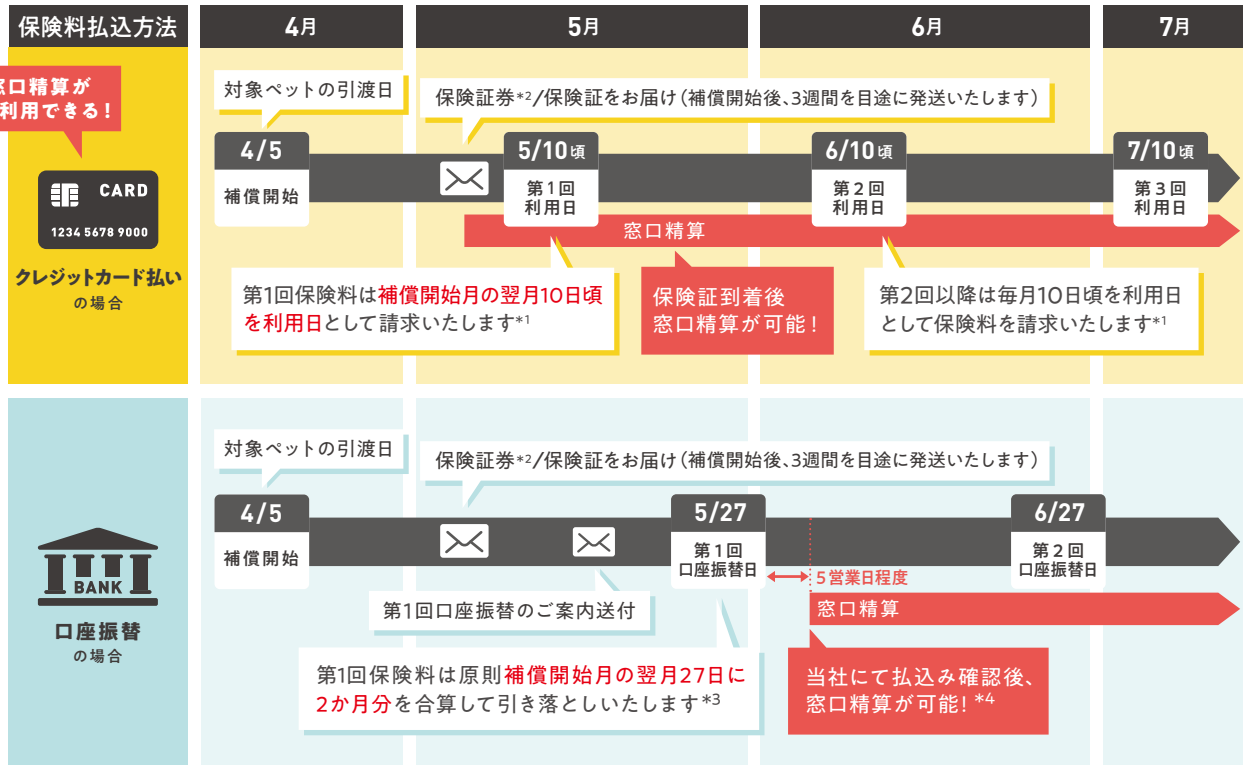 保険料払込方法
4月
5月
6月
7月
窓口精算が
利用できる!
CARD
1234 5678 9000
クレジットカード払い
の場合
対象ペットの引渡日
保険証券*2/保険証をお届け(補償開始後、3週間を目途に発送いたします)
4/5
補償開始
5/10頃
第1回
利用日
6/10頃
第2回
利用日
7/10頃
第3回
利用日
窓口精算
第1回保険料は補償開始月の翌月10日頃
を利用日として請求いたします*1
保険証到着後
窓口精算が可能!
第2回以降は毎月10日頃を利用日
として保険料を請求いたします*1
BANK
口座振替
の場合
対象ペットの引渡日
保険証券*2/保険証をお届け(補償開始後、3週間を目途に発送いたします)
4/5
補償開始
5/27
第1回
口座振替日
6/27
第2回
口座振替日
5営業日程度
窓口精算
第1回口座振替のご案内送付
第1回保険料は原則補償開始月の翌月27日に
2か月分を合算して引き落としいたします*3
当社にて払込み確認後、
窓口精算が可能!*4